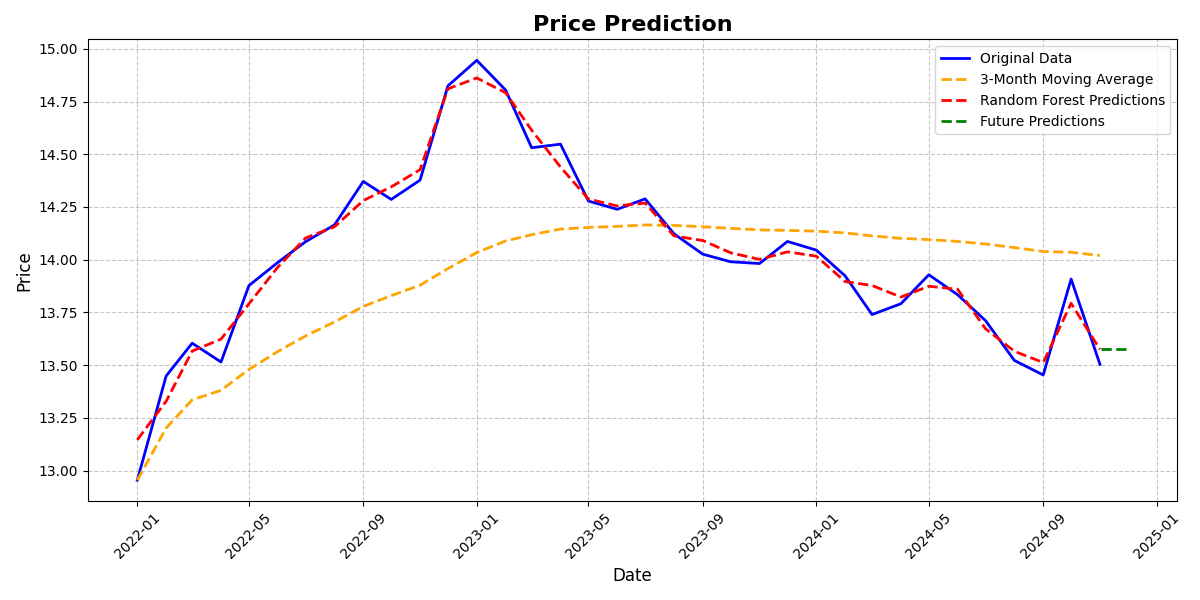 Price Prediction
Original Data
3-Month Moving Average
Random Forest Predictions
Future Predictions
15.00
14.75
14.50
14.25
14.00
13.75
13.50
13.25
13.00
Price
2022-01
2022-05
2022-09
2023-01
2023-05
2023-09
2024-01
2024-05
2024-09
2025-01
Date